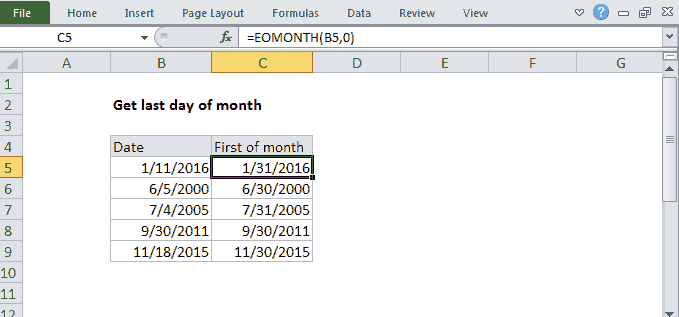 File Home Insert Page Layout Formulas Data Review View ?
C5 fx =EOMONTH(B5,0)
A B C D E F G
1
2 Get last day of month
3
4 Date First of month
5 1/11/2016 1/31/2016
6 6/5/2000 6/30/2000
7 7/4/2005 7/31/2005
8 9/30/2011 9/30/2011
9 11/18/2015 11/30/2015
10
11
12